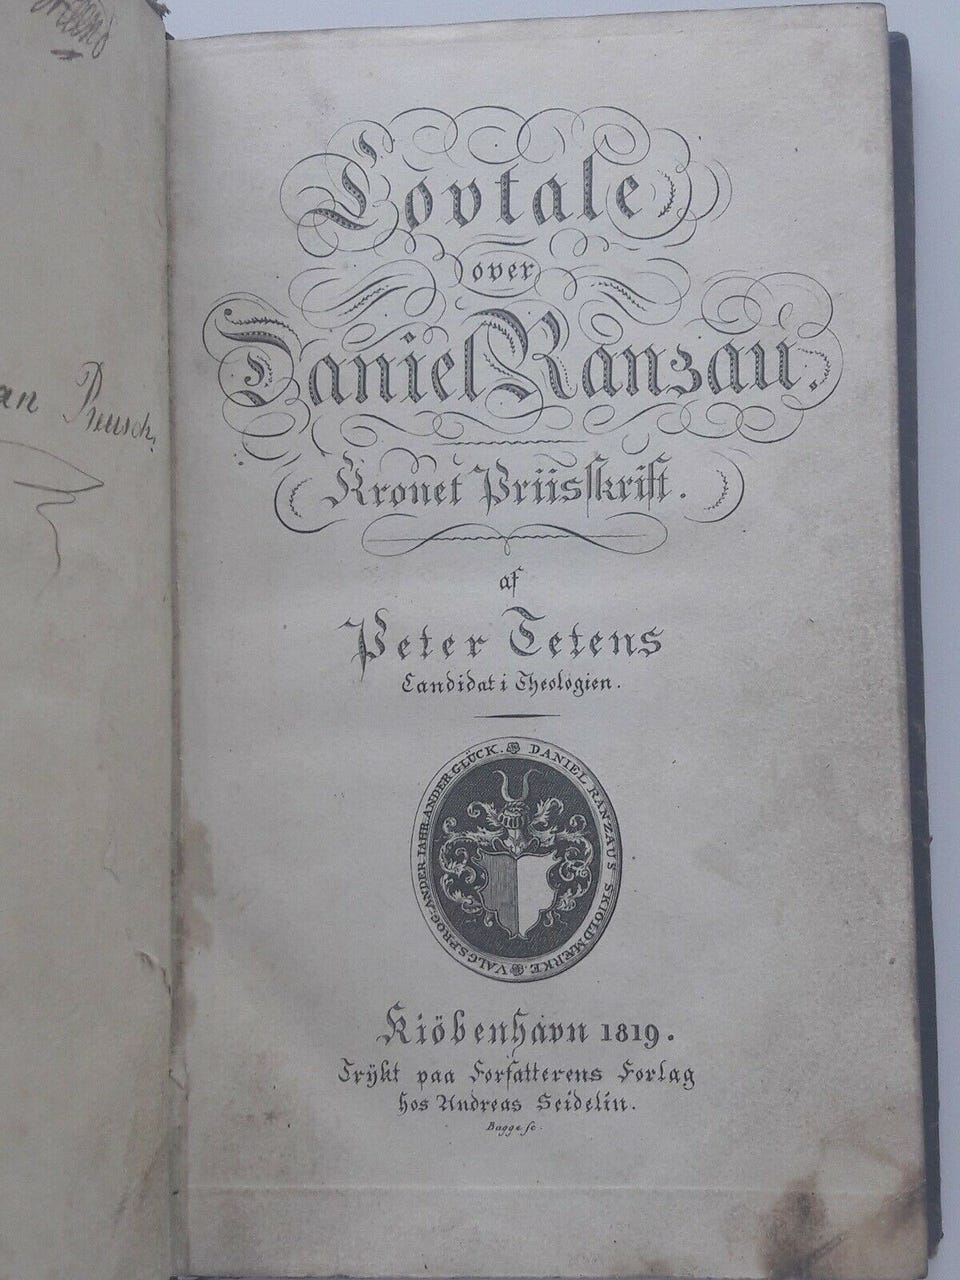 Lovtale
over
Daniel Ranzau.
Kronet Priisskrift.
af
Peter Tetens
Candidat i Theologien.
DANIEL RANZAUS SKIOLDMÆRKE. VALGSPROG. ANDER JAHR. ANDER GLÜCK.
Kiöbenhavn 1819.
Trÿkt paa Forfatterens Forlag
hos Andreas Seidelin.
Bagge sc.